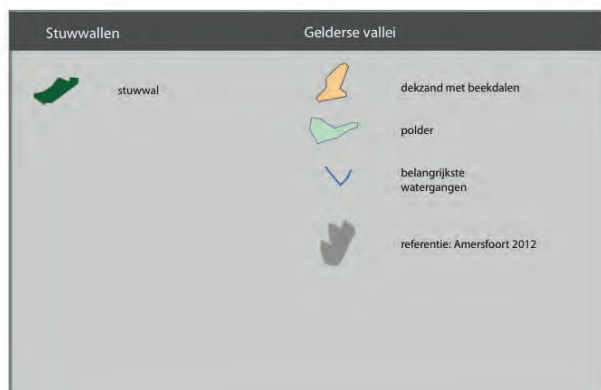 Stuwwallen
Gelderse vallei
stuwwal
dekzand met beekdalen
polder
belangrijkste
watergangen
referentie: Amersfoort 2012